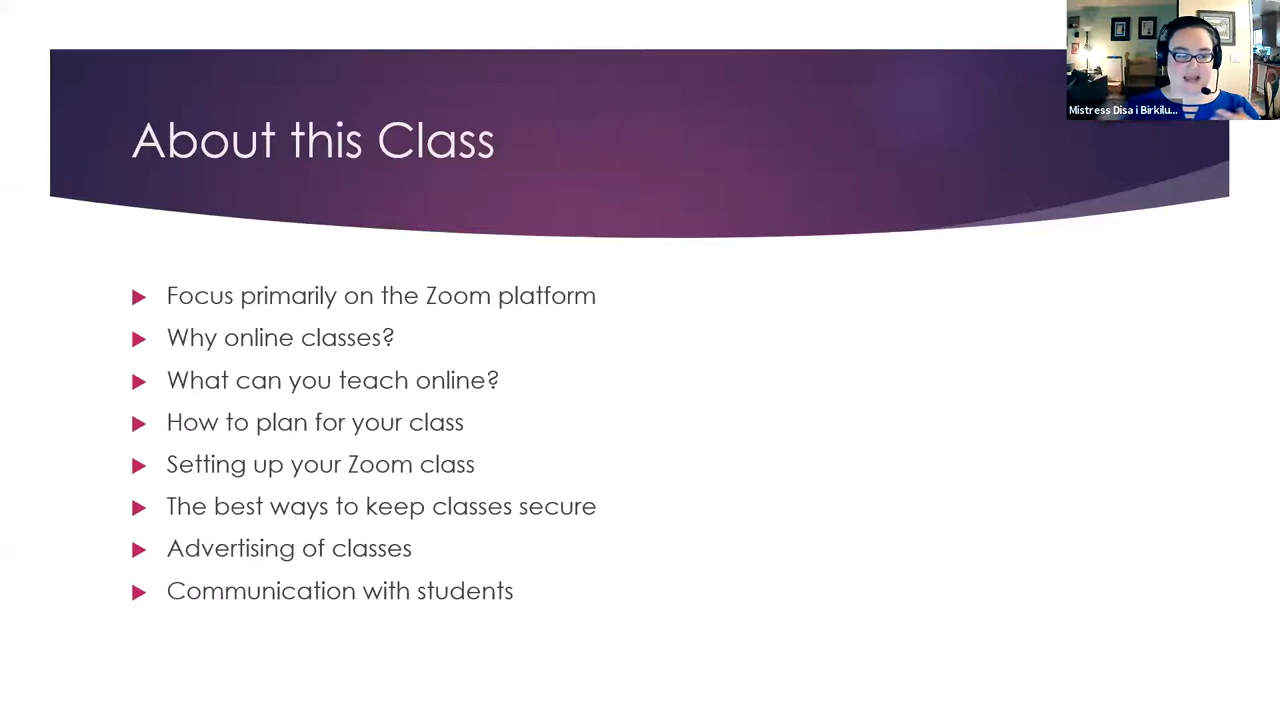 Mistress Disa i Birkilu...
About this Class
Focus primarily on the Zoom platform
Why online classes?
What can you teach online?
How to plan for your class
Setting up your Zoom class
The best ways to keep classes secure
Advertising of classes
Communication with students